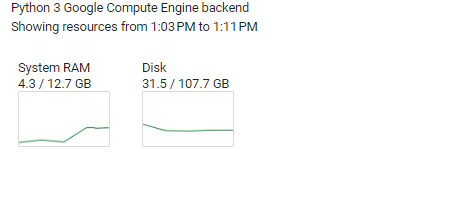 Python 3 Google Compute Engine backend
Showing resources from 1:03 PM to 1:11 PM
System RAM
4.3 / 12.7 GB
Disk
31.5 / 107.7 GB